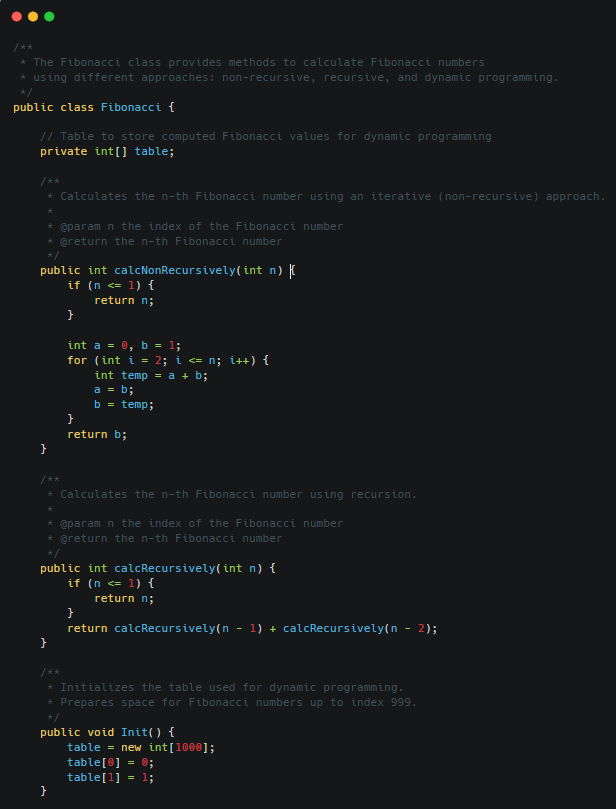 /**
 * The Fibonacci class provides methods to calculate Fibonacci numbers
 * using different approaches: non-recursive, recursive, and dynamic programming.
 */
public class Fibonacci {

    // Table to store computed Fibonacci values for dynamic programming
    private int[] table;

    /**
     * Calculates the n-th Fibonacci number using an iterative (non-recursive) approach.
     *
     * @param n the index of the Fibonacci number
     * @return the n-th Fibonacci number
     */
    public int calcNonRecursively(int n) {
        if (n <= 1) {
            return n;
        }

        int a = 0, b = 1;
        for (int i = 2; i <= n; i++) {
            int temp = a + b;
            a = b;
            b = temp;
        }
        return b;
    }

    /**
     * Calculates the n-th Fibonacci number using recursion.
     *
     * @param n the index of the Fibonacci number
     * @return the n-th Fibonacci number
     */
    public int calcRecursively(int n) {
        if (n <= 1) {
            return n;
        }
        return calcRecursively(n - 1) + calcRecursively(n - 2);
    }

    /**
     * Initializes the table used for dynamic programming.
     * Prepares space for Fibonacci numbers up to index 999.
     */
    public void Init() {
        table = new int[1000];
        table[0] = 0;
        table[1] = 1;
    }